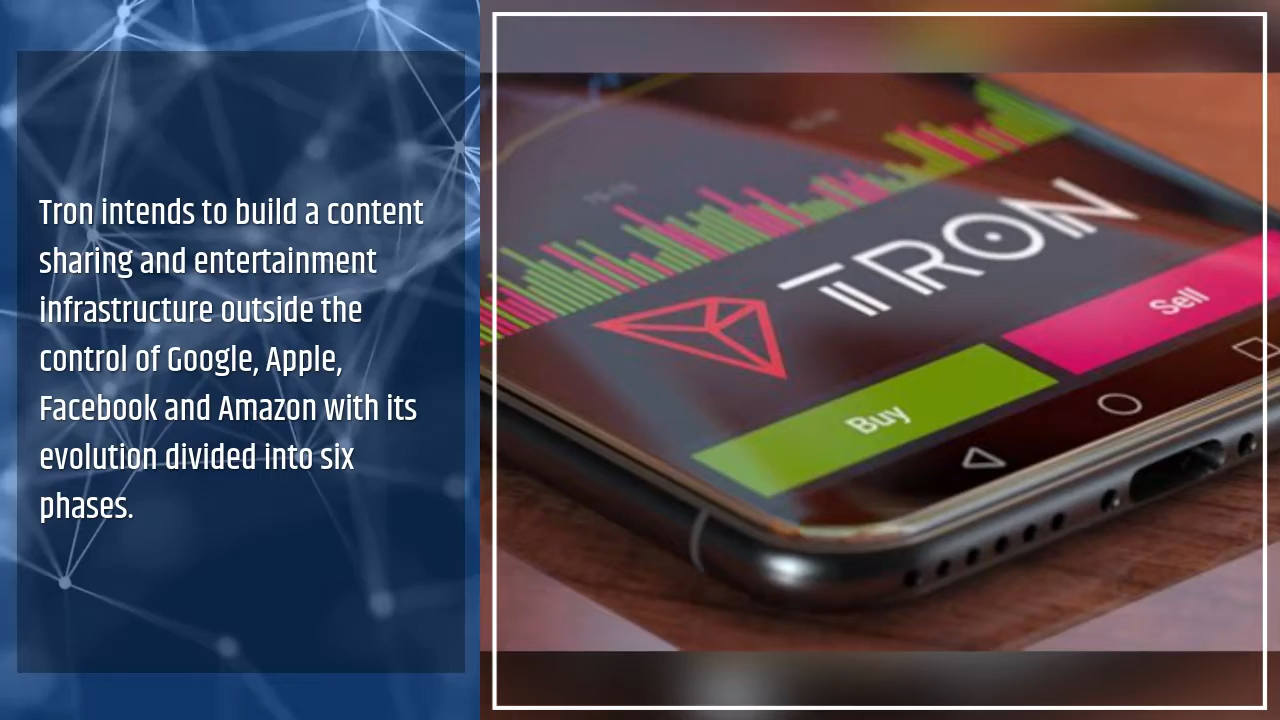 Tron intends to build a content
sharing and entertainment
infrastructure outside the
control of Google, Apple,
Facebook and Amazon with its
evolution divided into six
phases.
TRON
Sell
Buy